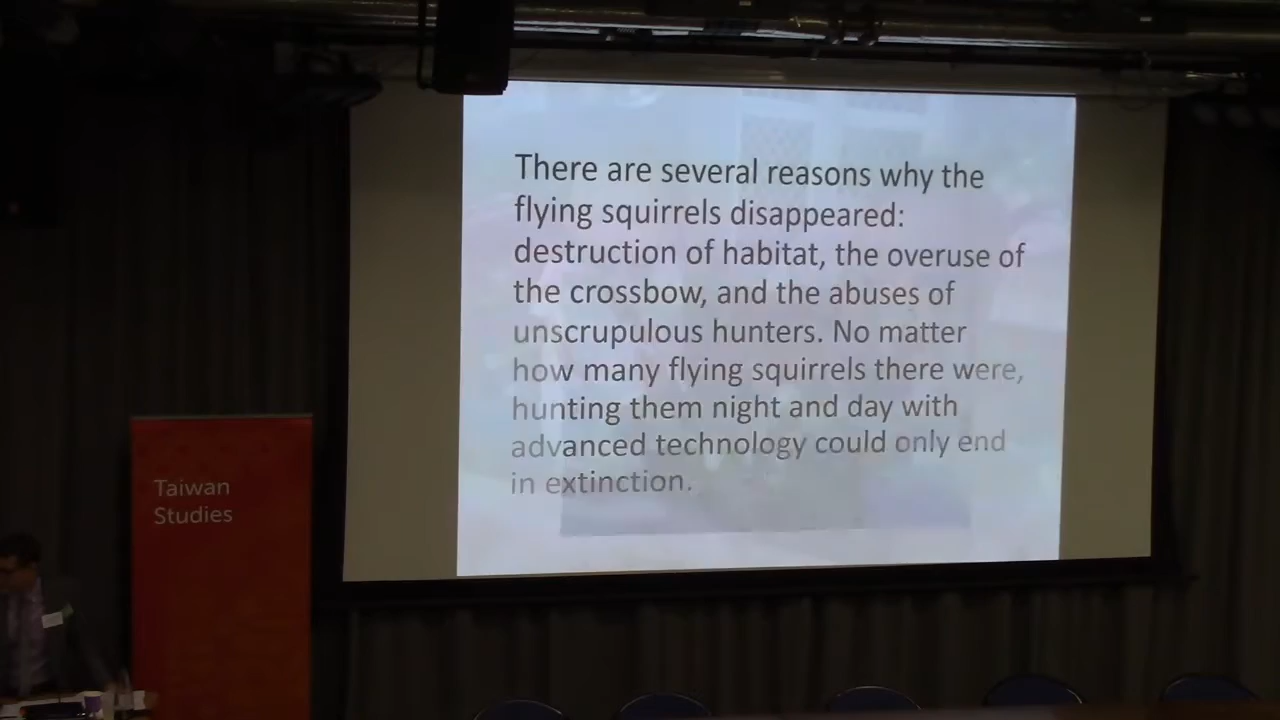 There are several reasons why the
flying squirrels disappeared:
destruction of habitat, the overuse of
the crossbow, and the abuses of
unscrupulous hunters. No matter
how many flying squirrels there were,
hunting them night and day with
advanced technology could only end
in extinction.
Taiwan
Studies